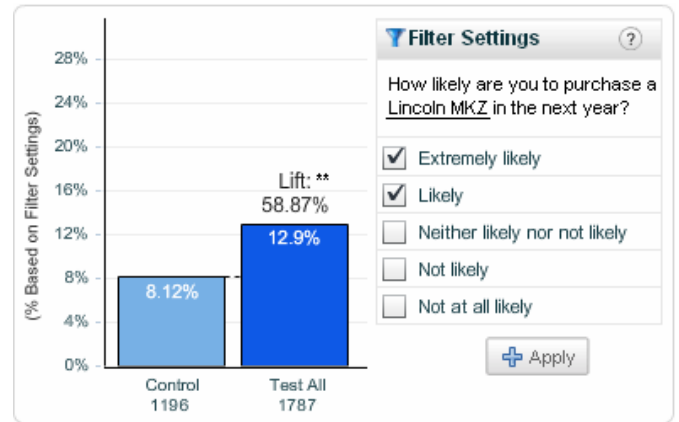 Filter Settings ?
How likely are you to purchase a
Lincoln MKZ in the next year?
Extremely likely
Likely
Neither likely nor not likely
Not likely
Not at all likely
Apply
(% Based on Filter Settings)
28%
24%
20%
16%
12%
8%
4%
0%
Lift: **
58.87%
12.9%
8.12%
Control
1196
Test All
1787